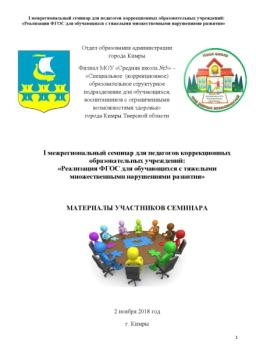 I межрегиональный семинар для педагогов коррекционных образовательных учреждений:
«Реализация ФГОС для обучающихся с тяжелыми множественными нарушениями развития»
Отдел образования администрации
города Кимры
Филиал МОУ «Средняя школа №5» -
«Специальное (коррекционное)
образовательное структурное
подразделение для обучающихся,
воспитанников с ограниченными
возможностями здоровья»
города Кимры Тверской области
I межрегиональный семинар для педагогов коррекционных
образовательных учреждений:
«Реализация ФГОС для обучающихся с тяжелыми
множественными нарушениями развития»
МАТЕРИАЛЫ УЧАСТНИКОВ СЕМИНАРА
2 ноября 2018 год
г. Кимры
1